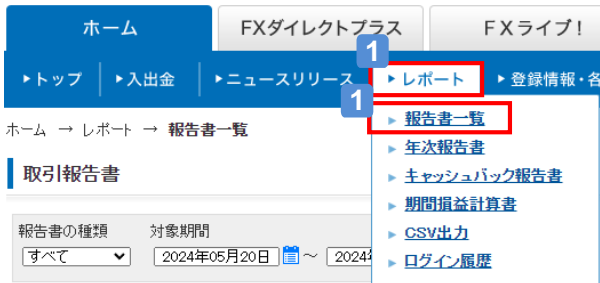 ホーム FXダイレクトプラス FXライブ!
トップ 入出金 ニュースリリース 1 レポート 登録情報・各
1 報告書一覧
ホーム → レポート → 報告書一覧
年次報告書
取引報告書
キャッシュバック報告書
期間損益計算書
報告書の種類 対象期間
CSV出力
すべて 2024年05月20日 ～ 2024
ログイン履歴